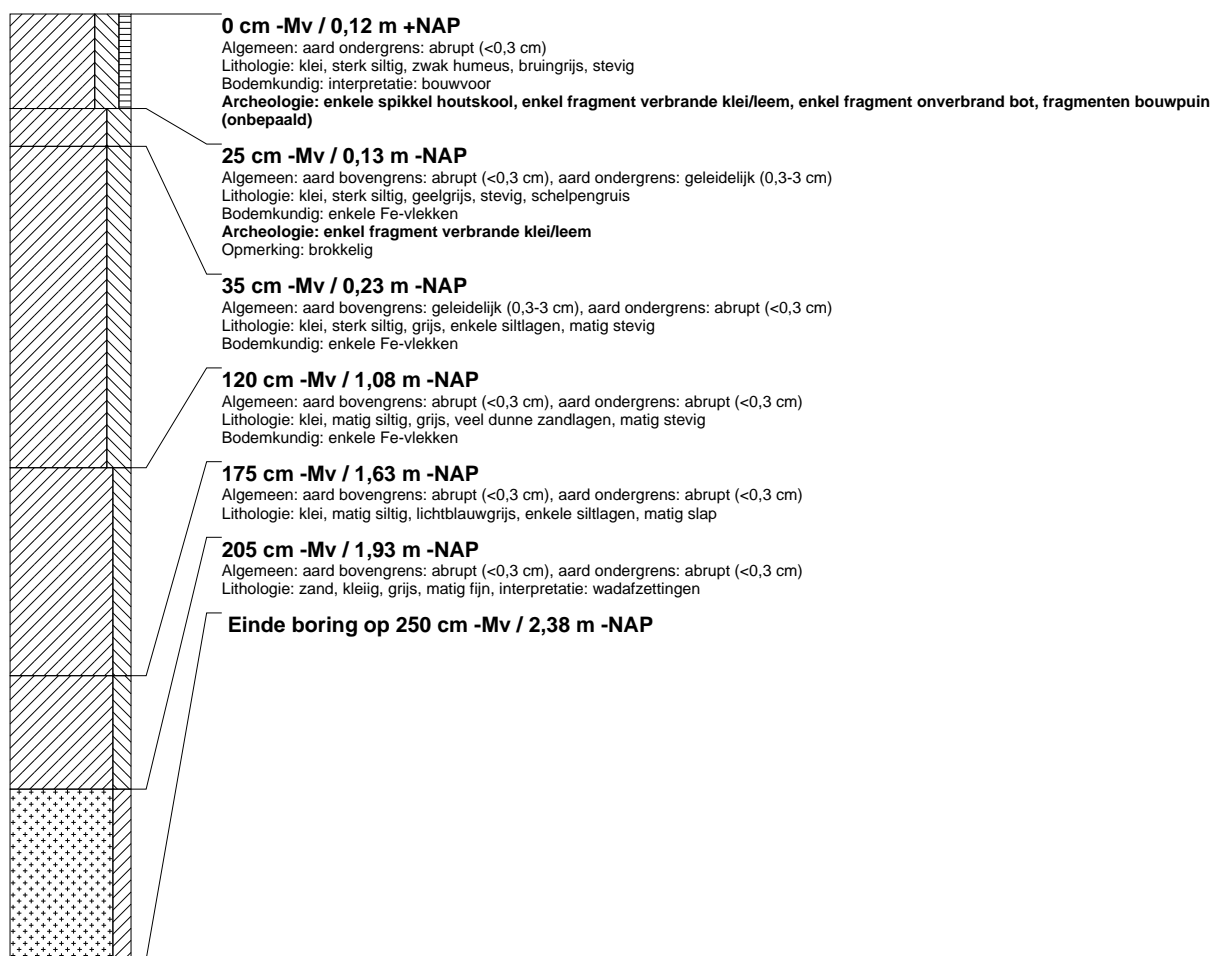 0 cm -Mv / 0,12 m +NAP
Algemeen: aard ondergrens: abrupt (<0,3 cm)
Lithologie: klei, sterk siltig, zwak humeus, bruingrijs, stevig
Bodemkundig: interpretatie: bouwvoor
Archeologie: enkele spikkel houtskool, enkel fragment verbrande klei/leem, enkel fragment onverbrand bot, fragmenten bouwpuin
(onbepaald)
25 cm -Mv / 0,13 m -NAP
Algemeen: aard bovengrens: abrupt (<0,3 cm), aard ondergrens: geleidelijk (0,3-3 cm)
Lithologie: klei, sterk siltig, geelgrijs, stevig, schelpengruis
Bodemkundig: enkele Fe-vlekken
Archeologie: enkel fragment verbrande klei/leem
Opmerking: brokkelig
35 cm -Mv / 0,23 m -NAP
Algemeen: aard bovengrens: geleidelijk (0,3-3 cm), aard ondergrens: abrupt (<0,3 cm)
Lithologie: klei, sterk siltig, grijs, enkele siltlagen, matig stevig
Bodemkundig: enkele Fe-vlekken
120 cm -Mv / 1,08 m -NAP
Algemeen: aard bovengrens: abrupt (<0,3 cm), aard ondergrens: abrupt (<0,3 cm)
Lithologie: klei, matig siltig, grijs, veel dunne zandlagen, matig stevig
Bodemkundig: enkele Fe-vlekken
175 cm -Mv / 1,63 m -NAP
Algemeen: aard bovengrens: abrupt (<0,3 cm), aard ondergrens: abrupt (<0,3 cm)
Lithologie: klei, matig siltig, lichtblauwgrijs, enkele siltlagen, matig slap
205 cm -Mv / 1,93 m -NAP
Algemeen: aard bovengrens: abrupt (<0,3 cm), aard ondergrens: abrupt (<0,3 cm)
Lithologie: zand, kleiig, grijs, matig fijn, interpretatie: wadafzettingen
Einde boring op 250 cm -Mv / 2,38 m -NAP